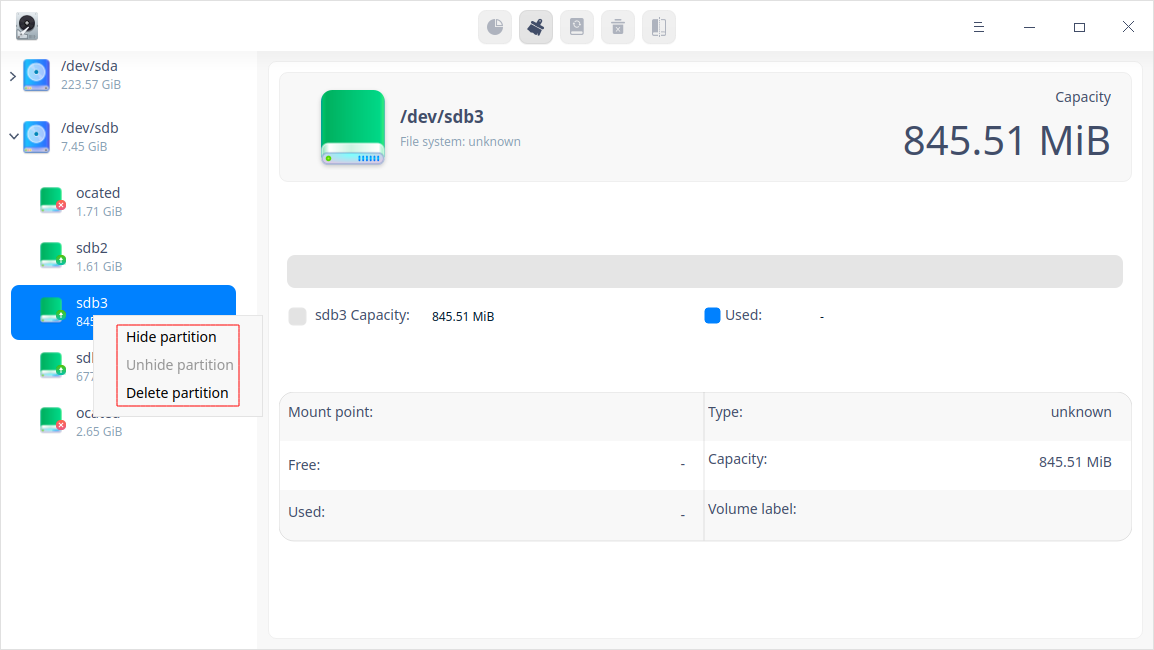 /dev/sda
223.57 GiB
/dev/sdb
7.45 GiB
ocated
1.71 GiB
sdb2
1.61 GiB
sdb3
845
Hide partition
Unhide partition
Delete partition
677
2.65 GiB
/dev/sdb3
File system: unknown
Capacity
845.51 MiB
sdb3 Capacity: 845.51 MiB
Used: -
Mount point:
Type: unknown
Free: -
Capacity: 845.51 MiB
Used: -
Volume label: